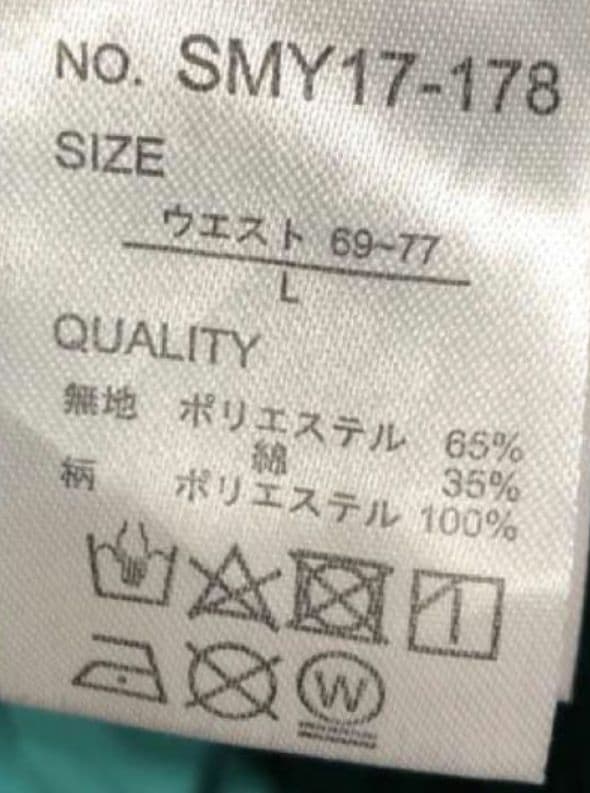 NO. SMY17-178
SIZE
ウエスト 69~77
L
QUALITY
無地 ポリエステル 65%
綿 35%
柄 ポリエステル 100%
W